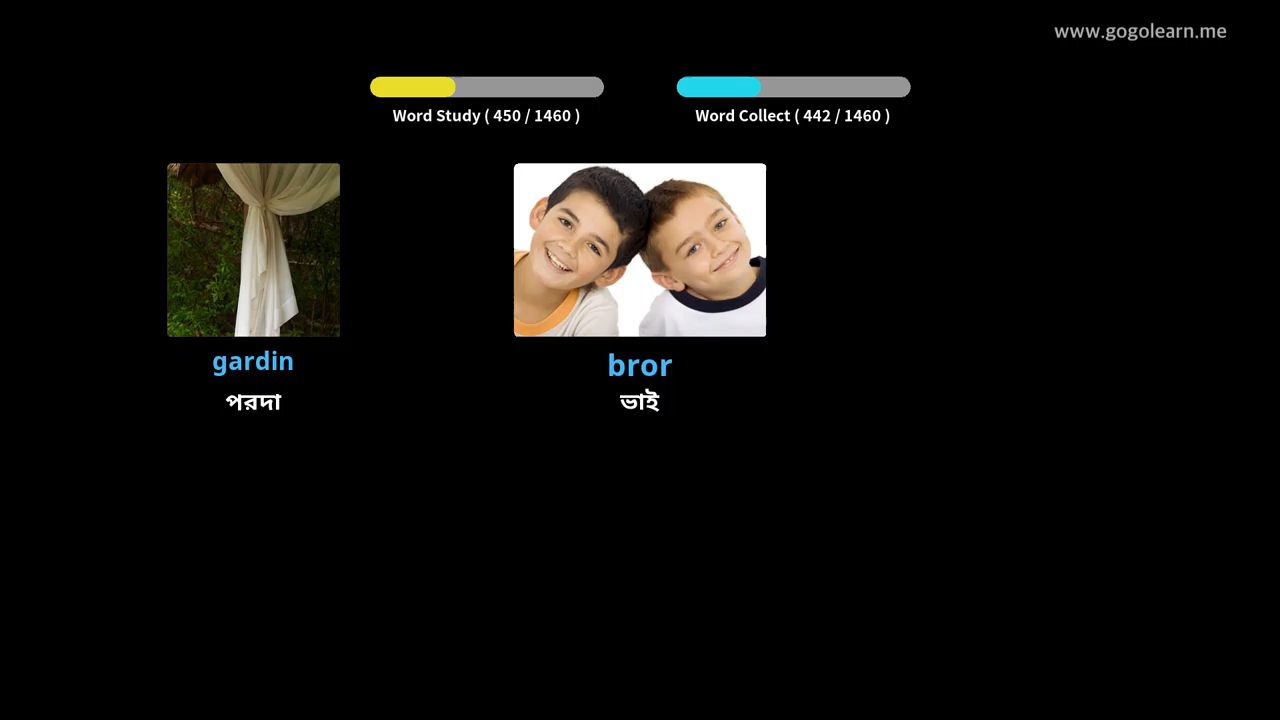 www.gogolearn.me
Word Study ( 450 / 1460 )
Word Collect ( 442 / 1460 )
gardin
পরদা
bror
ভাই